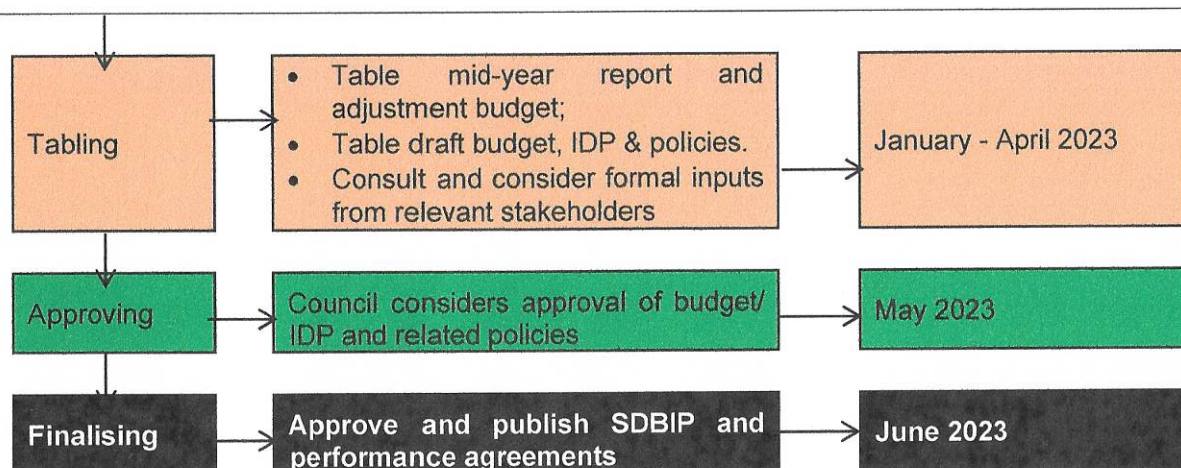 Tabling
• Table mid-year report and
adjustment budget;
• Table draft budget, IDP & policies.
• Consult and consider formal inputs
from relevant stakeholders
January - April 2023
Approving
Council considers approval of budget/
IDP and related policies
May 2023
Finalising
Approve and publish SDBIP and
performance agreements
June 2023